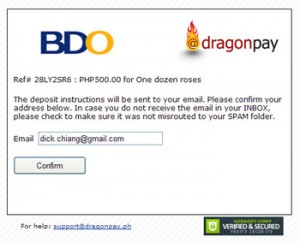 BDO
@dragonpay
Ref# 28LY2SR6 : PHP500.00 for One dozen roses
The deposit instructions will be sent to your email. Please confirm your
address below. In case you do not receive the email in your INBOX,
please check to make sure it was not misrouted to your SPAM folder.
Email dick.chiang@gmail.com
Confirm
For help: support@dragonpay.ph
VERIFIED & SECURED